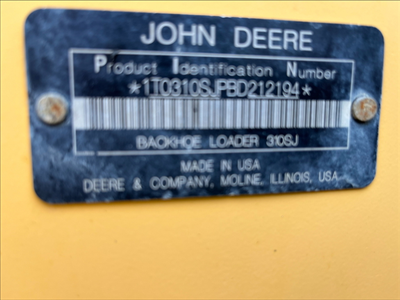 JOHN DEERE
Product Identification Number
*1T0310SJPBD212194*
BACKHOE LOADER 310SJ
MADE IN USA
DEERE & COMPANY, MOLINE, ILLINOIS, USA